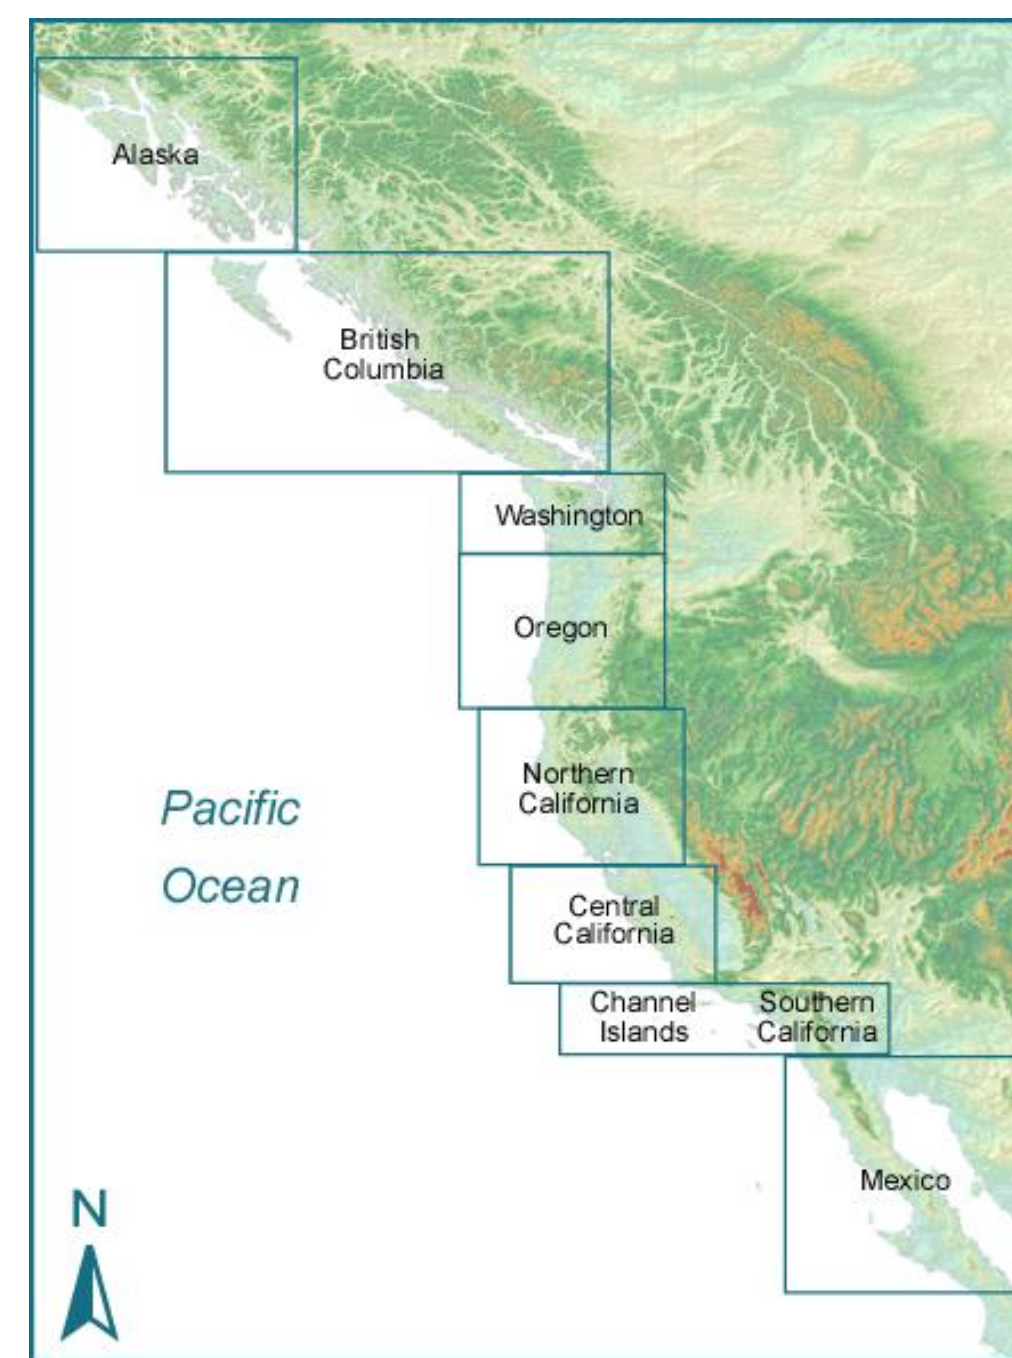 Alaska
British
Columbia
Washington
Oregon
Northern
California
Pacific
Ocean
Central
California
Channel
Islands
Southern
California
Mexico
N